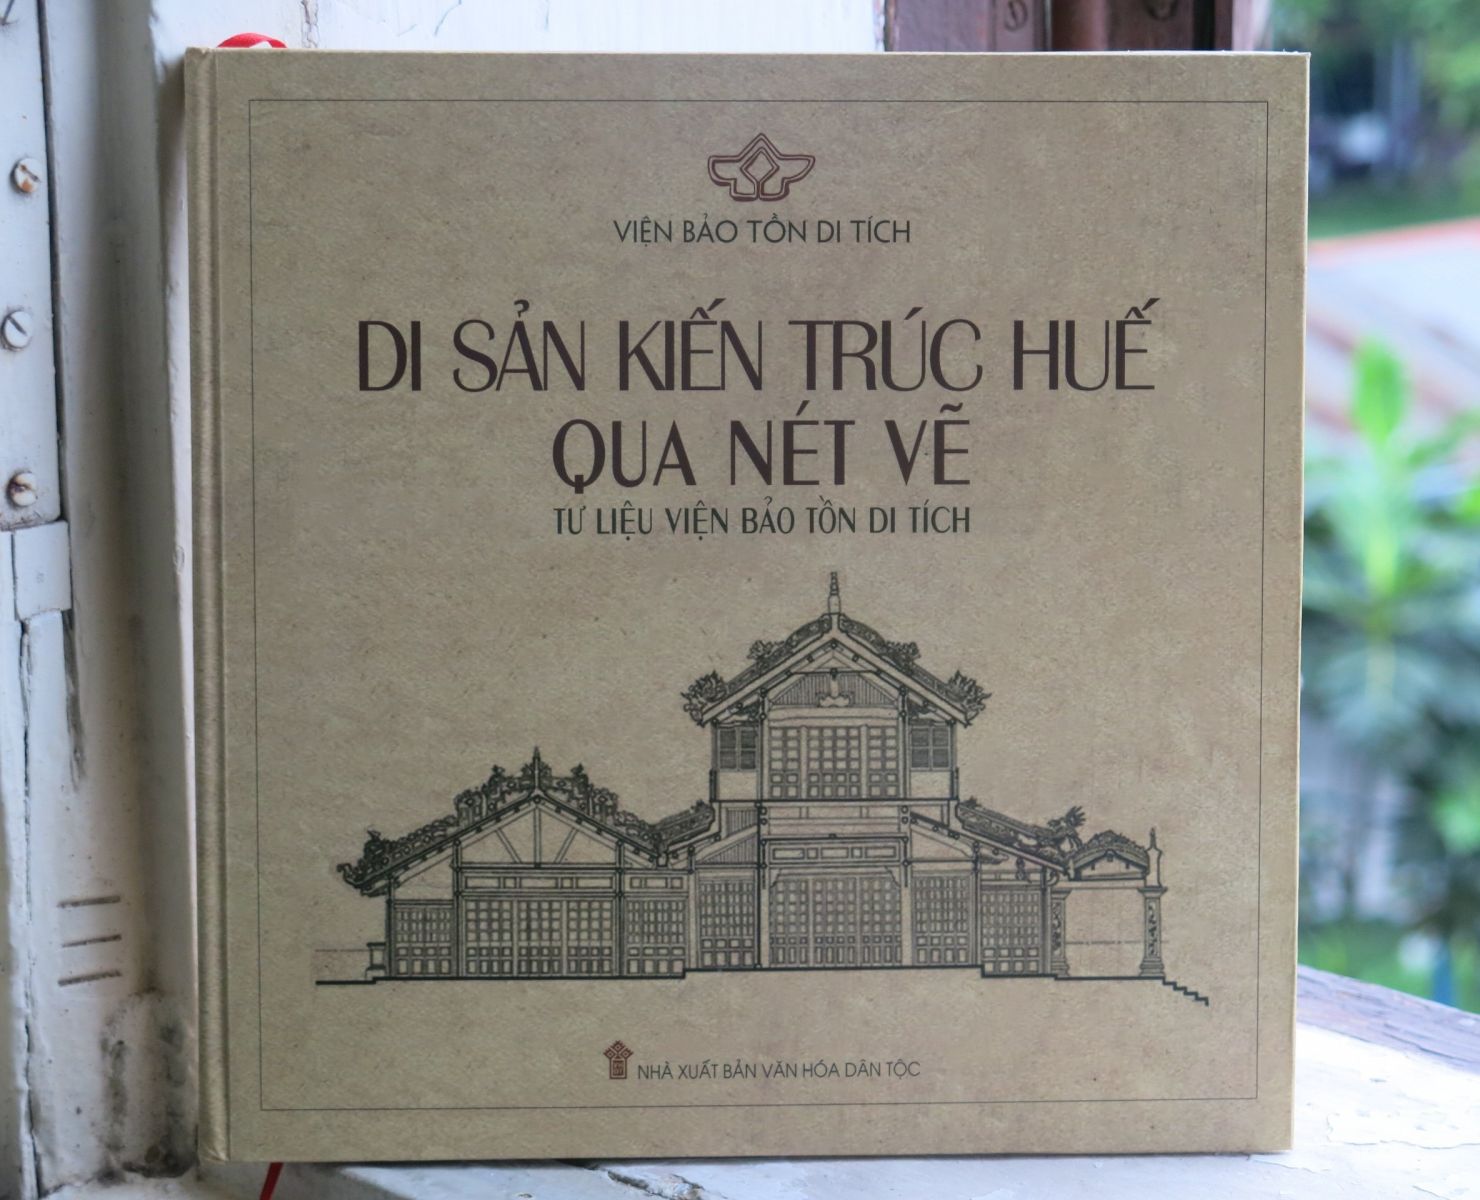 VIỆN BẢO TỒN DI TÍCH
DI SẢN KIẾN TRÚC HUẾ
QUA NÉT VẼ
TƯ LIỆU VIỆN BẢO TỒN DI TÍCH
NHÀ XUẤT BẢN VĂN HÓA DÂN TỘC